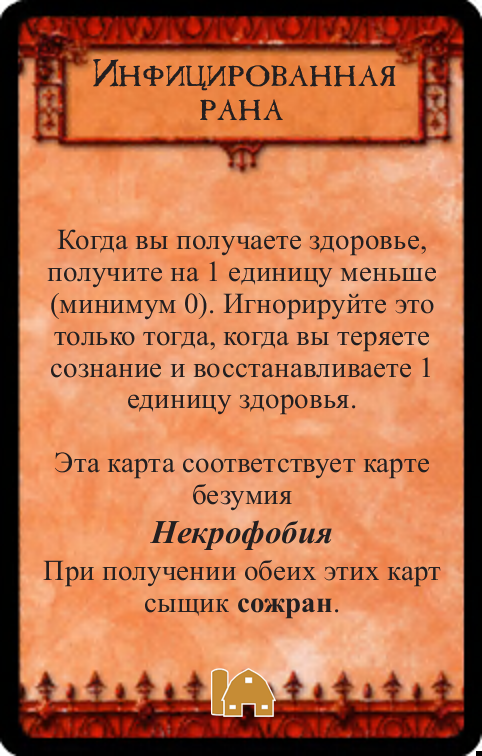 Инфицированная
рана
Когда вы получаете здоровье,
получите на 1 единицу меньше
(минимум 0). Игнорируйте это
только тогда, когда вы теряете
сознание и восстанавливаете 1
единицу здоровья.
Эта карта соответствует карте
безумия
Некрофобия
При получении обеих этих карт
сыщик сожран.